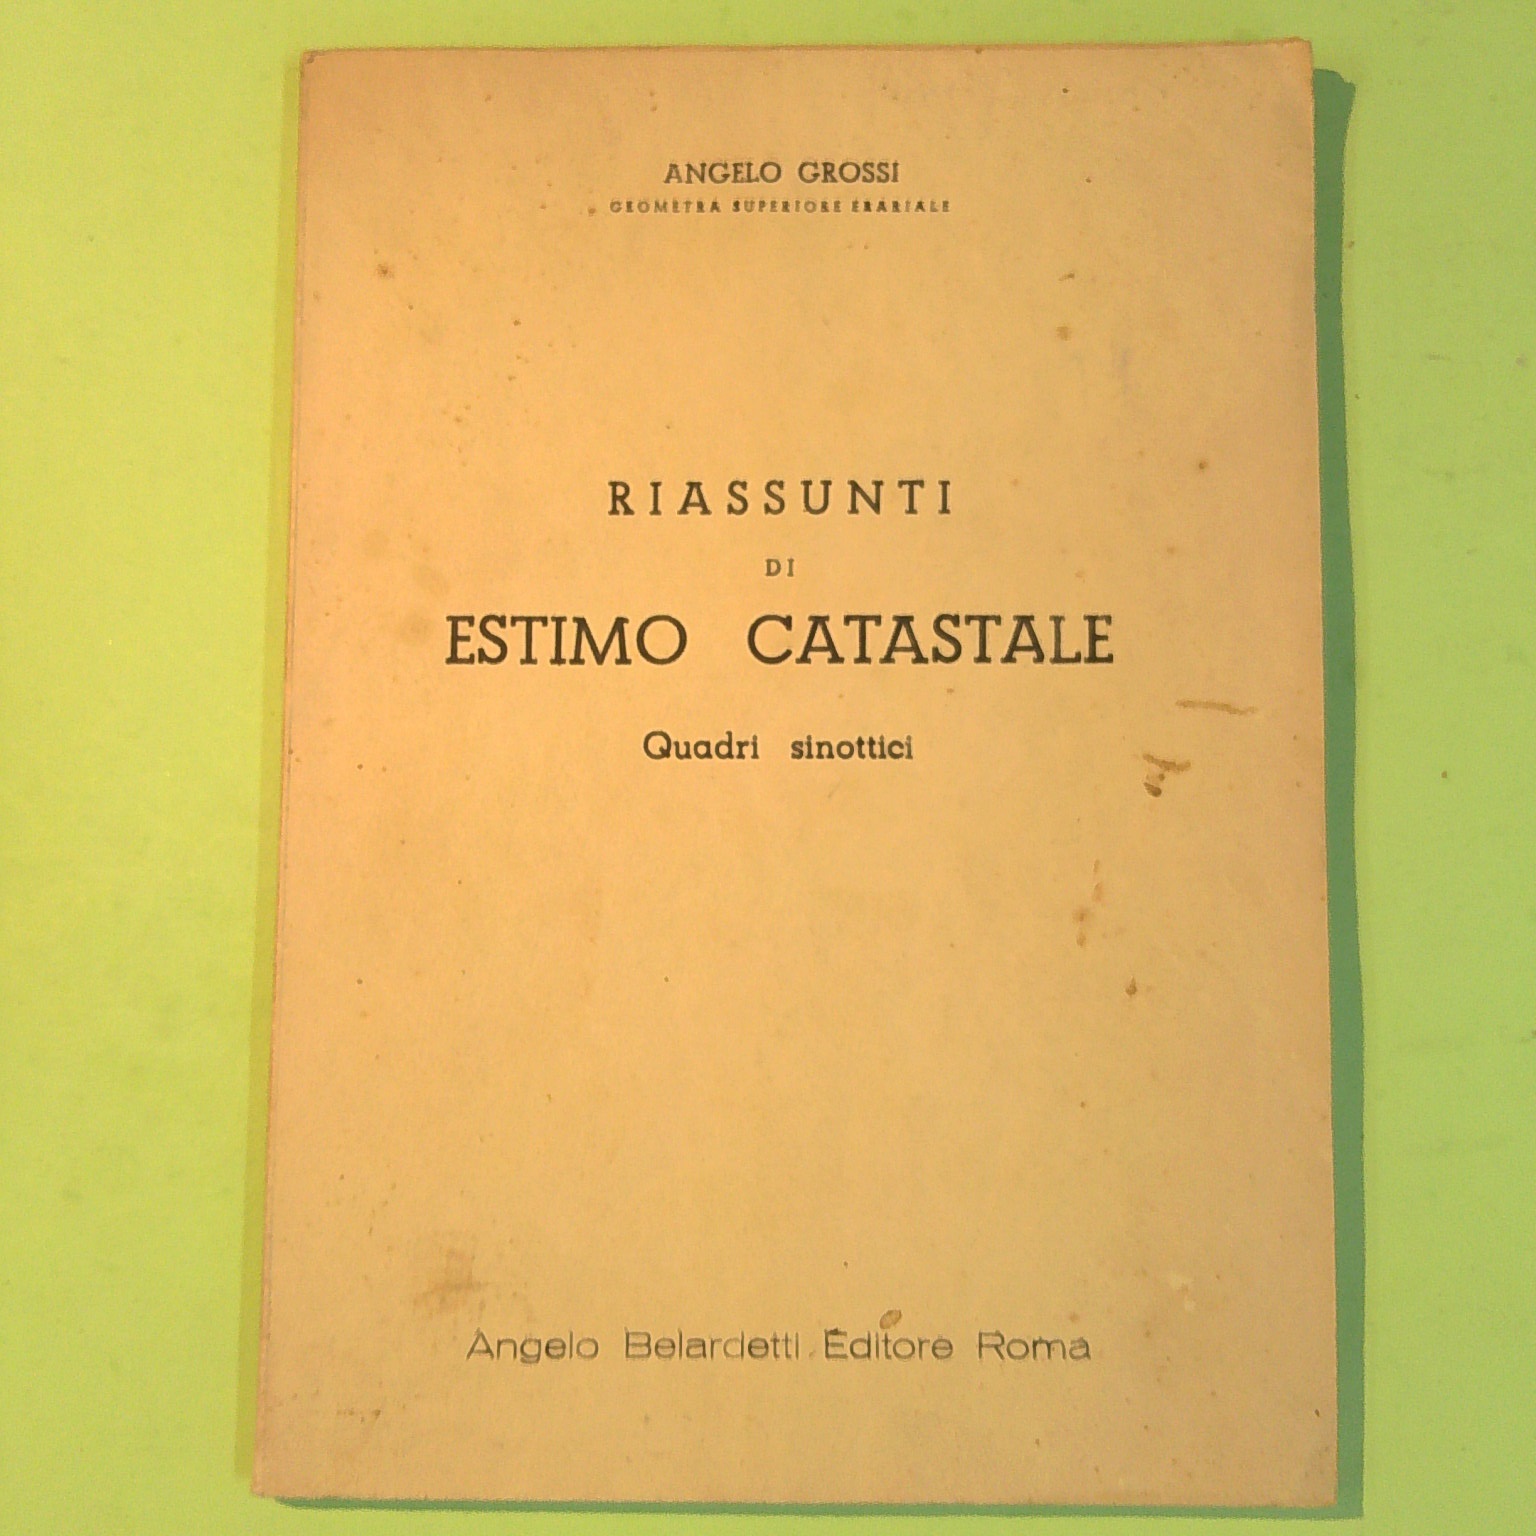 ANGELO GROSSI
GEOMETRA SUPERIORE ERARIALE
RIASSUNTI
DI
ESTIMO CATASTALE
Quadri sinottici
Angelo Belardetti Editore Roma